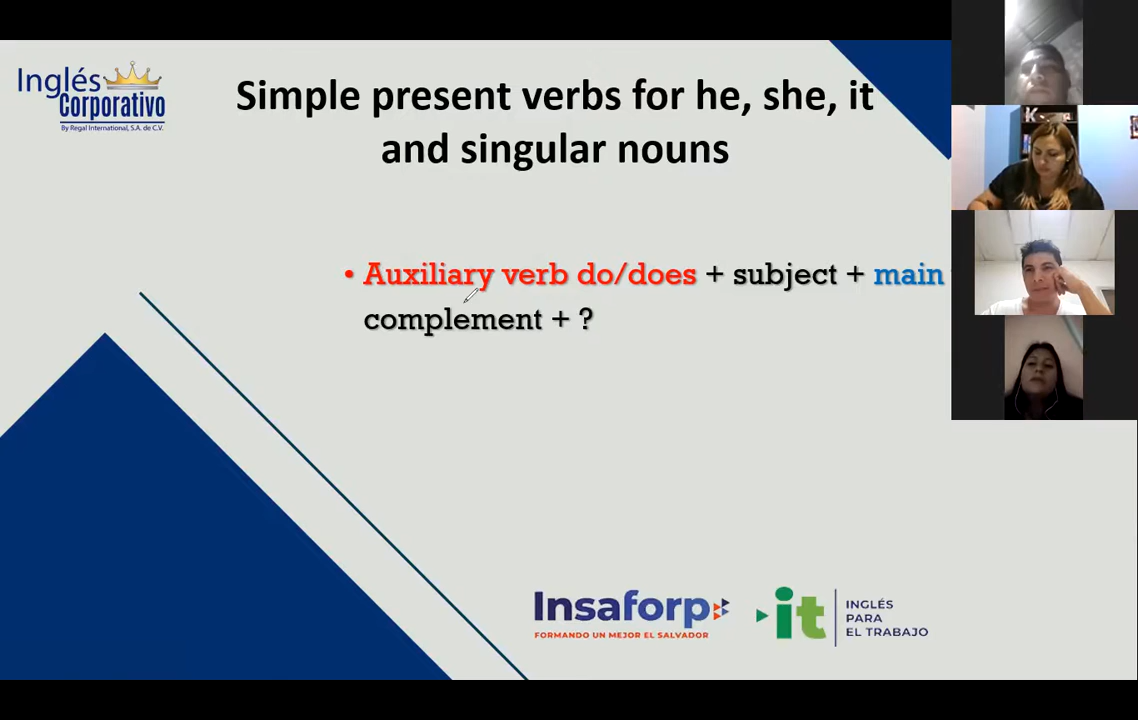 Inglés
Corporativo
By Regal International, S.A. de C.V.
Simple present verbs for he, she, it
and singular nouns
• Auxiliary verb do/does + subject + main
complement + ?
Insaforp
FORMANDO UN MEJOR EL SALVADOR
it
INGLÉS
PARA
EL TRABAJO